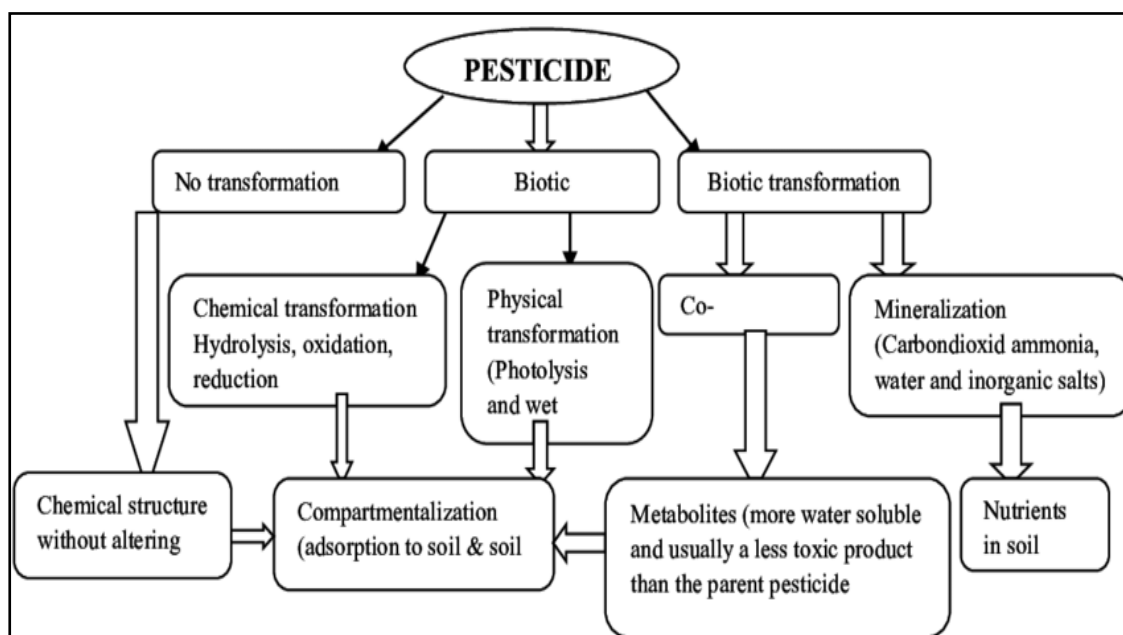 PESTICIDE
No transformation
Biotic
Biotic transformation
Chemical transformation
Hydrolysis, oxidation,
reduction
Physical
transformation
(Photolysis
and wet
Co-
Mineralization
(Carbondioxid ammonia,
water and inorganic salts)
Chemical structure
without altering
Compartmentalization
(adsorption to soil & soil
Metabolites (more water soluble
and usually a less toxic product
than the parent pesticide
Nutrients
in soil